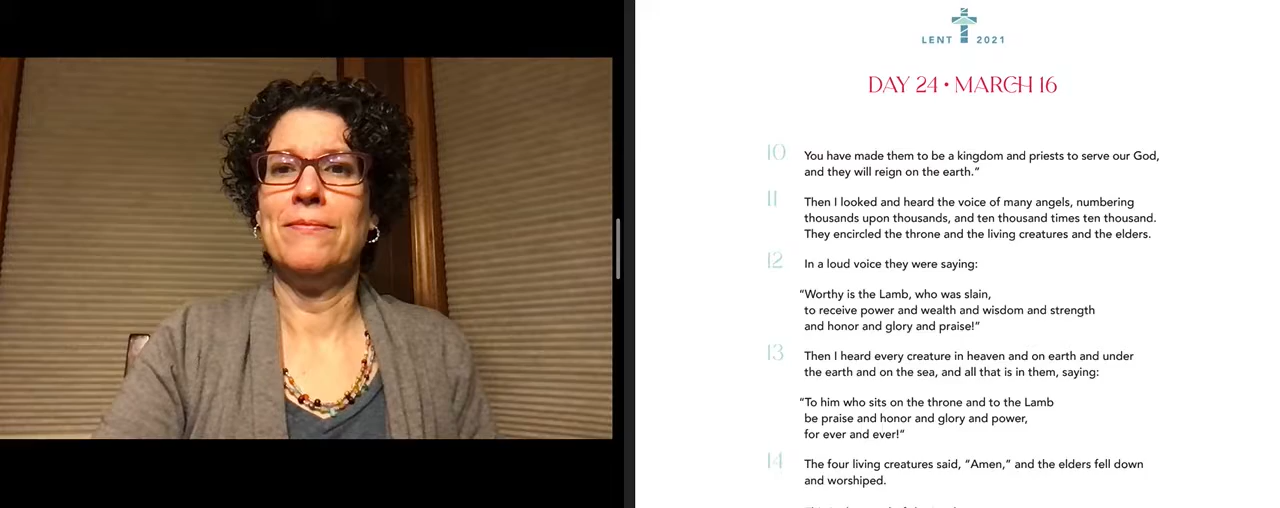 LENT 2021
DAY 24 • MARCH 16
10 You have made them to be a kingdom and priests to serve our God,
and they will reign on the earth.”
11 Then I looked and heard the voice of many angels, numbering
thousands upon thousands, and ten thousand times ten thousand.
They encircled the throne and the living creatures and the elders.
12 In a loud voice they were saying:
“Worthy is the Lamb, who was slain,
to receive power and wealth and wisdom and strength
and honor and glory and praise!”
13 Then I heard every creature in heaven and on earth and under
the earth and on the sea, and all that is in them, saying:
“To him who sits on the throne and to the Lamb
be praise and honor and glory and power,
for ever and ever!”
14 The four living creatures said, “Amen,” and the elders fell down
and worshiped.